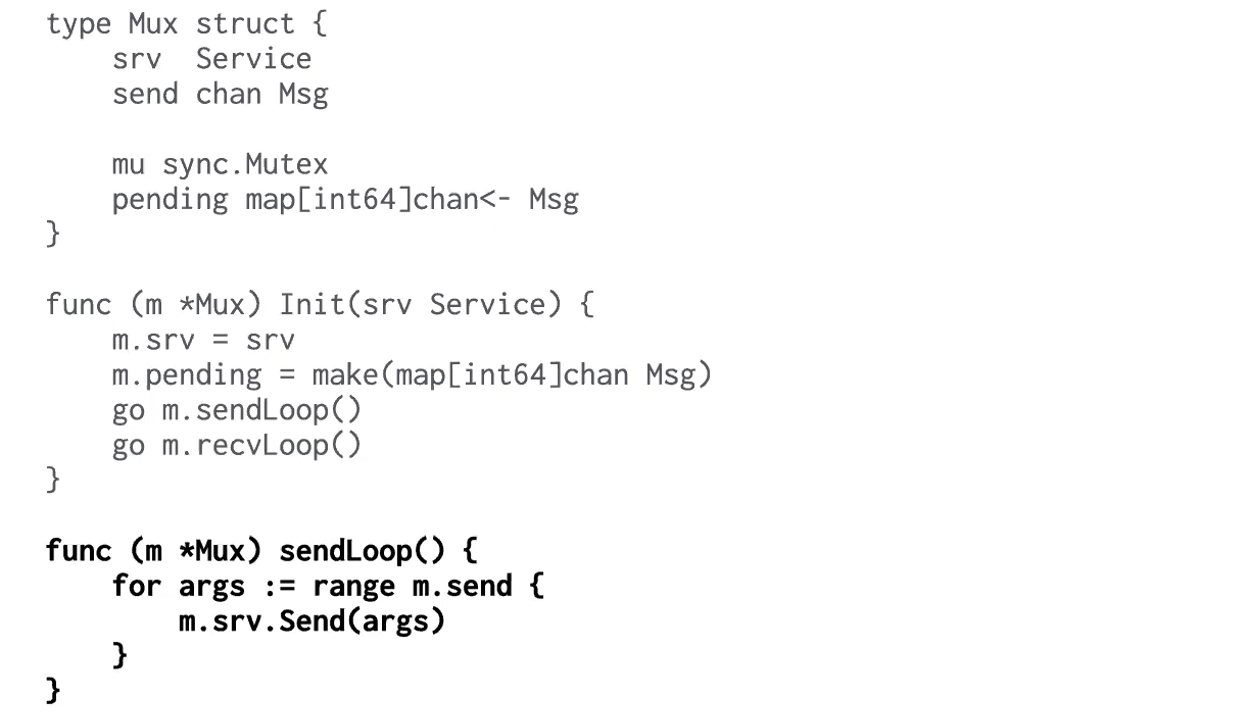 type Mux struct {
    srv  Service
    send chan Msg

    mu sync.Mutex
    pending map[int64]chan<- Msg
}

func (m *Mux) Init(srv Service) {
    m.srv = srv
    m.pending = make(map[int64]chan Msg)
    go m.sendLoop()
    go m.recvLoop()
}

func (m *Mux) sendLoop() {
    for args := range m.send {
        m.srv.Send(args)
    }
}